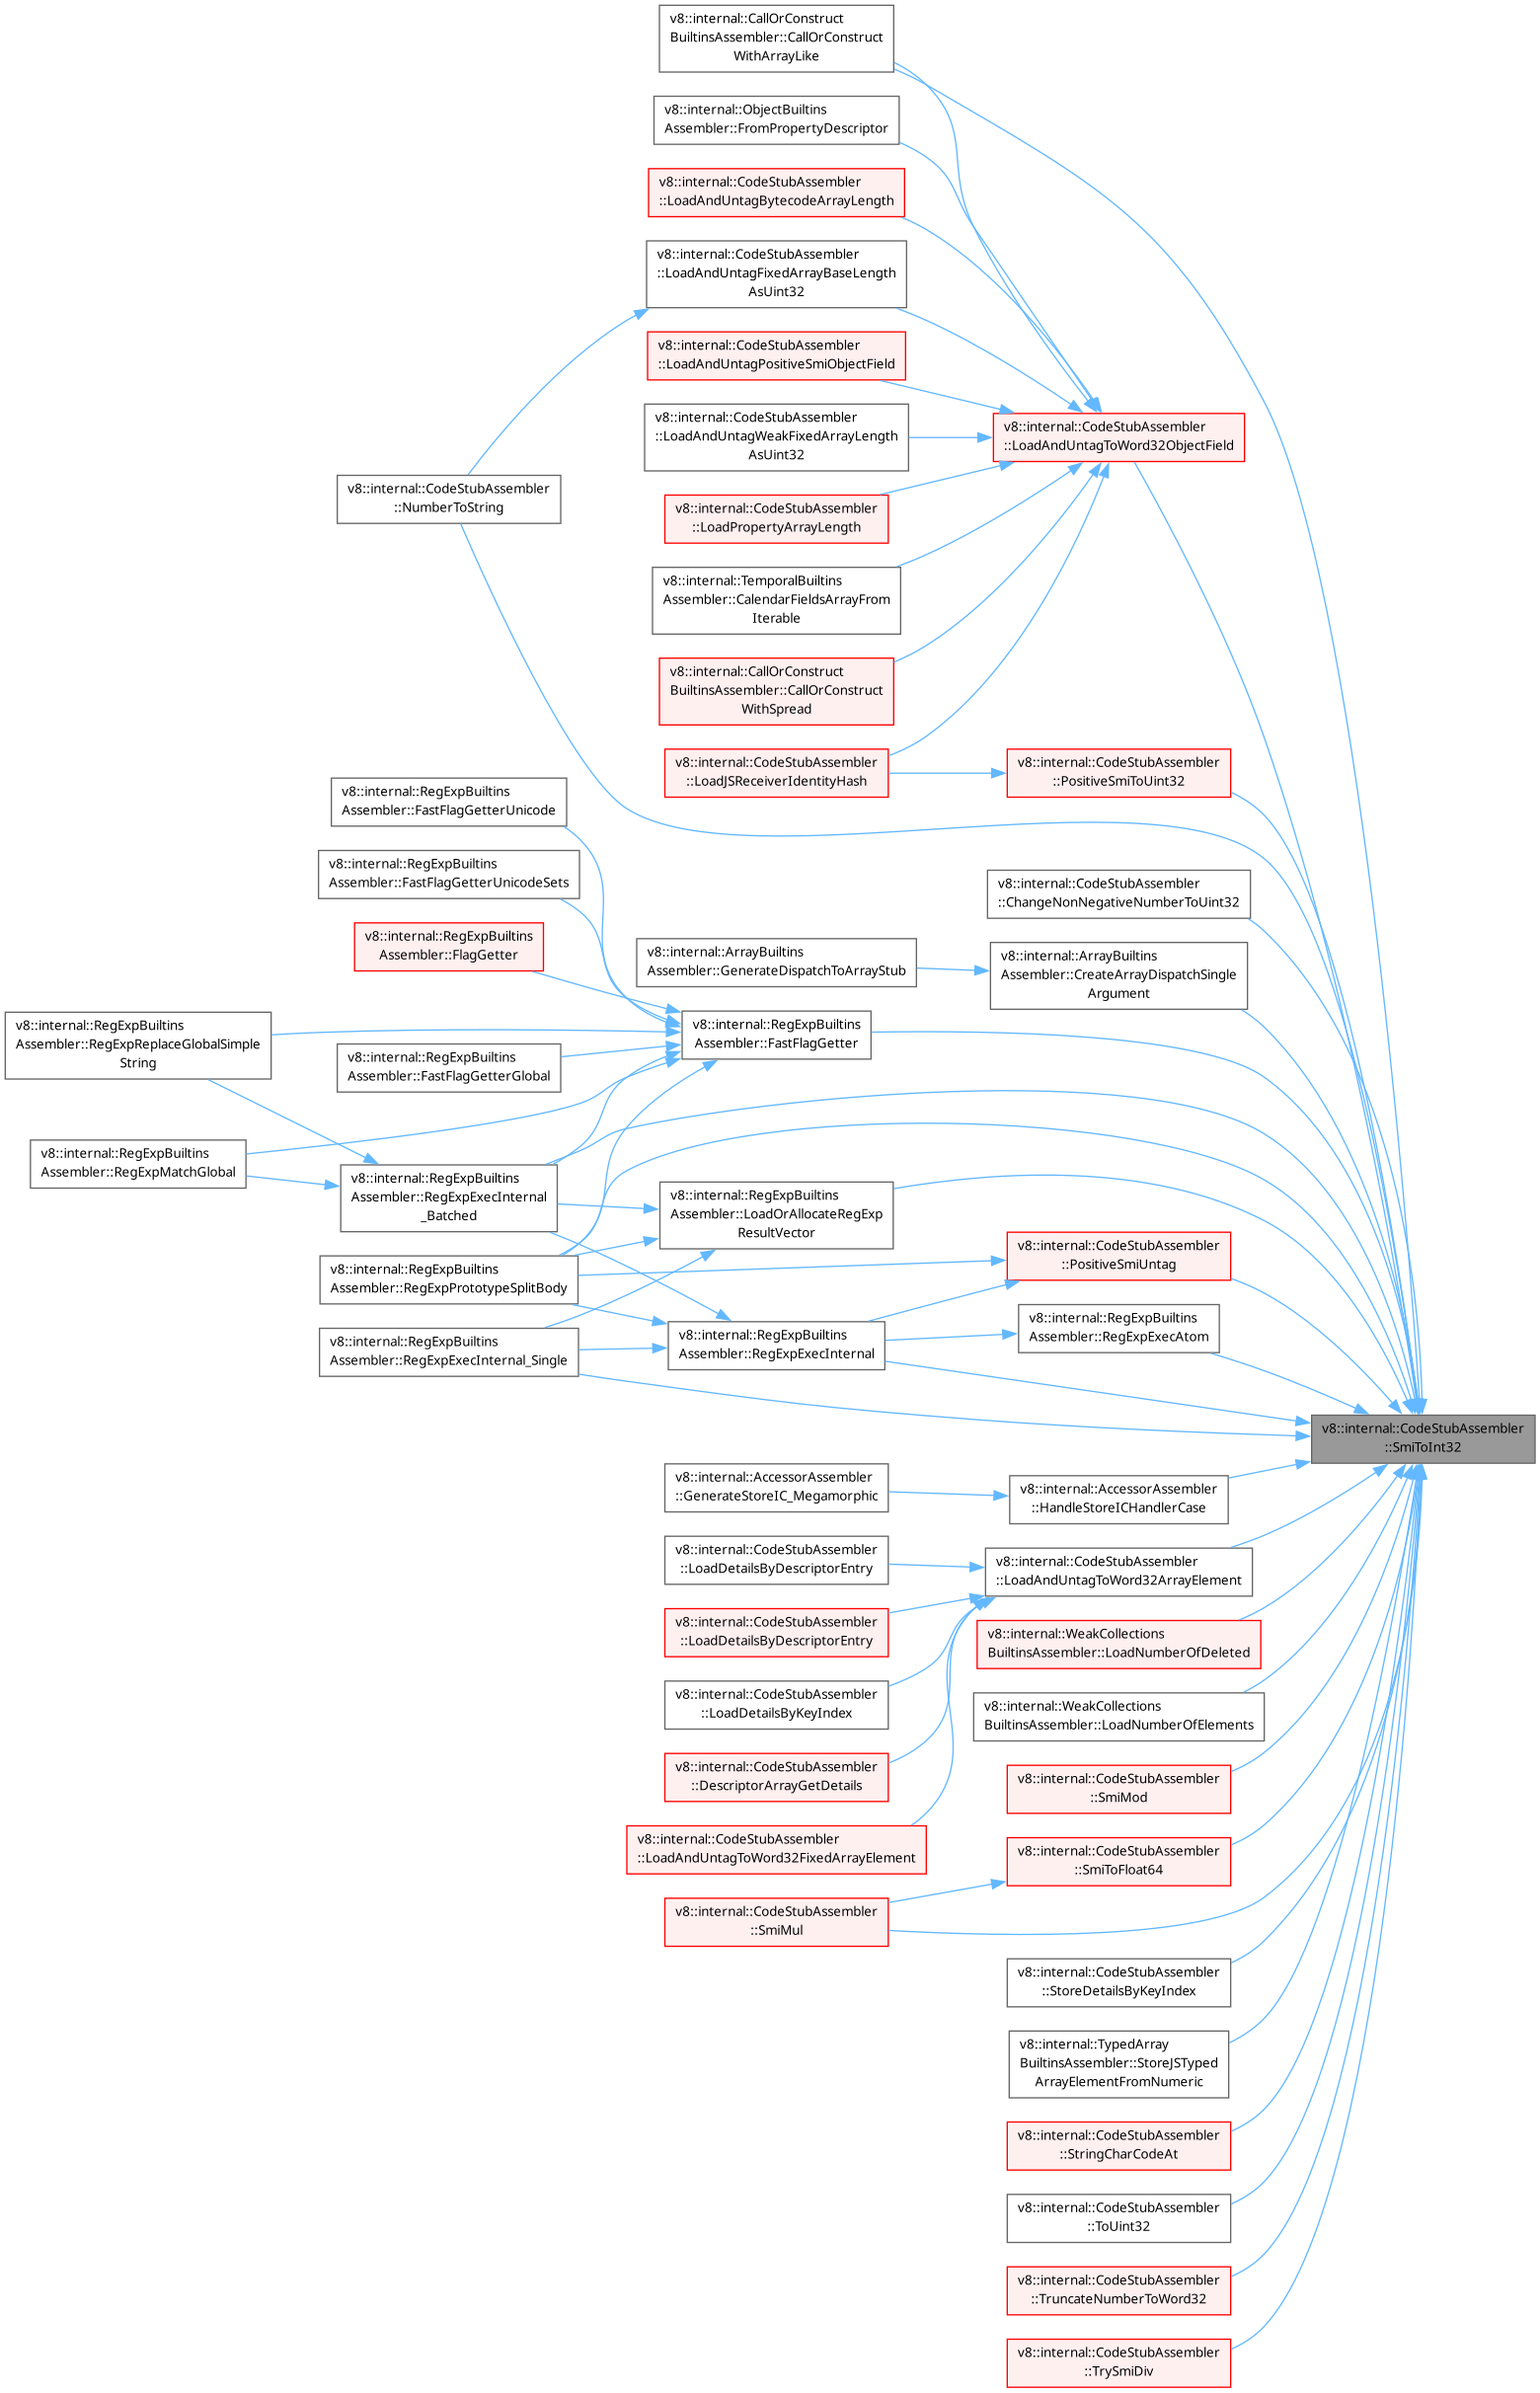 v8::internal::CallOrConstruct
BuiltinsAssembler::CallOrConstruct
WithArrayLike
v8::internal::ObjectBuiltins
Assembler::FromPropertyDescriptor
v8::internal::CodeStubAssembler
::LoadAndUntagBytecodeArrayLength
v8::internal::CodeStubAssembler
::LoadAndUntagFixedArrayBaseLength
AsUint32
v8::internal::CodeStubAssembler
::LoadAndUntagPositiveSmiObjectField
v8::internal::CodeStubAssembler
::LoadAndUntagWeakFixedArrayLength
AsUint32
v8::internal::CodeStubAssembler
::LoadAndUntagToWord32ObjectField
v8::internal::CodeStubAssembler
::NumberToString
v8::internal::CodeStubAssembler
::LoadPropertyArrayLength
v8::internal::TemporalBuiltins
Assembler::CalendarFieldsArrayFrom
Iterable
v8::internal::CallOrConstruct
BuiltinsAssembler::CallOrConstruct
WithSpread
v8::internal::CodeStubAssembler
::LoadJSReceiverIdentityHash
v8::internal::CodeStubAssembler
::PositiveSmiToUint32
v8::internal::RegExpBuiltins
Assembler::FastFlagGetterUnicode
v8::internal::RegExpBuiltins
Assembler::FastFlagGetterUnicodeSets
v8::internal::CodeStubAssembler
::ChangeNonNegativeNumberToUint32
v8::internal::RegExpBuiltins
Assembler::FlagGetter
v8::internal::ArrayBuiltins
Assembler::GenerateDispatchToArrayStub
v8::internal::ArrayBuiltins
Assembler::CreateArrayDispatchSingle
Argument
v8::internal::RegExpBuiltins
Assembler::RegExpReplaceGlobalSimple
String
v8::internal::RegExpBuiltins
Assembler::FastFlagGetterGlobal
v8::internal::RegExpBuiltins
Assembler::FastFlagGetter
v8::internal::RegExpBuiltins
Assembler::RegExpMatchGlobal
v8::internal::RegExpBuiltins
Assembler::RegExpExecInternal
_Batched
v8::internal::RegExpBuiltins
Assembler::LoadOrAllocateRegExp
ResultVector
v8::internal::RegExpBuiltins
Assembler::RegExpPrototypeSplitBody
v8::internal::CodeStubAssembler
::PositiveSmiUntag
v8::internal::RegExpBuiltins
Assembler::RegExpExecInternal_Single
v8::internal::RegExpBuiltins
Assembler::RegExpExecInternal
v8::internal::RegExpBuiltins
Assembler::RegExpExecAtom
v8::internal::CodeStubAssembler
::SmiToInt32
v8::internal::AccessorAssembler
::GenerateStoreIC_Megamorphic
v8::internal::AccessorAssembler
::HandleStoreICHandlerCase
v8::internal::CodeStubAssembler
::LoadDetailsByDescriptorEntry
v8::internal::CodeStubAssembler
::LoadAndUntagToWord32ArrayElement
v8::internal::CodeStubAssembler
::LoadDetailsByDescriptorEntry
v8::internal::WeakCollections
BuiltinsAssembler::LoadNumberOfDeleted
v8::internal::CodeStubAssembler
::LoadDetailsByKeyIndex
v8::internal::WeakCollections
BuiltinsAssembler::LoadNumberOfElements
v8::internal::CodeStubAssembler
::DescriptorArrayGetDetails
v8::internal::CodeStubAssembler
::SmiMod
v8::internal::CodeStubAssembler
::LoadAndUntagToWord32FixedArrayElement
v8::internal::CodeStubAssembler
::SmiToFloat64
v8::internal::CodeStubAssembler
::SmiMul
v8::internal::CodeStubAssembler
::StoreDetailsByKeyIndex
v8::internal::TypedArray
BuiltinsAssembler::StoreJSTyped
ArrayElementFromNumeric
v8::internal::CodeStubAssembler
::StringCharCodeAt
v8::internal::CodeStubAssembler
::ToUint32
v8::internal::CodeStubAssembler
::TruncateNumberToWord32
v8::internal::CodeStubAssembler
::TrySmiDiv